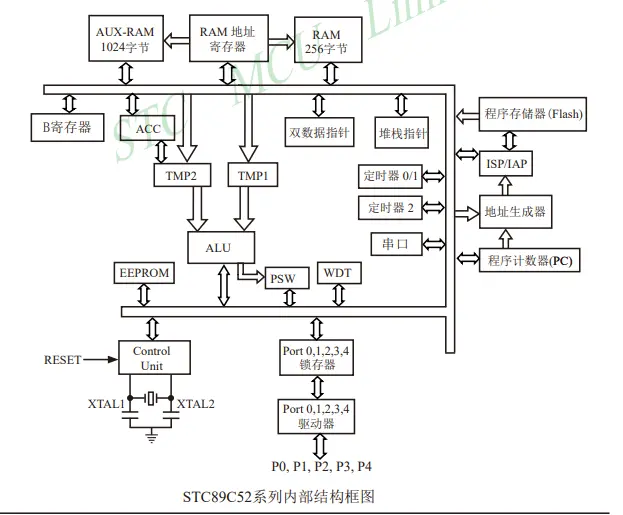 STC MCU Limi
AUX-RAM
1024字节
RAM 地址
寄存器
RAM
256字节
B寄存器
ACC
双数据指针
堆栈指针
程序存储器(Flash)
ISP/IAP
TMP2
TMP1
定时器 0/1
定时器 2
地址生成器
ALU
串口
程序计数器(PC)
EEPROM
PSW
WDT
RESET
Control
Unit
Port 0,1,2,3,4
锁存器
XTAL1
XTAL2
Port 0,1,2,3,4
驱动器
P0, P1, P2, P3, P4
STC89C52系列内部结构框图